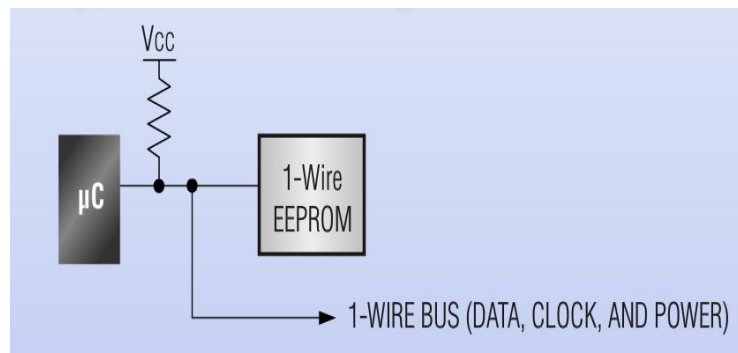 Vcc
μC
1-Wire
EEPROM
1-WIRE BUS (DATA, CLOCK, AND POWER)